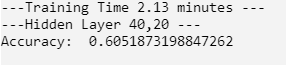 ---Training Time 2.13 minutes ---
---Hidden Layer 40,20 ---
Accuracy:  0.6051873198847262